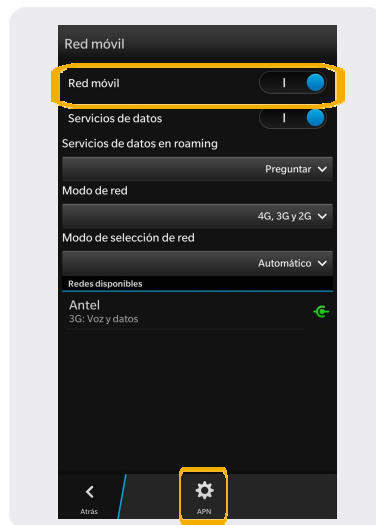 Red móvil
Red móvil
Servicios de datos
Servicios de datos en roaming
Preguntar
Modo de red
4G, 3G y 2G
Modo de selección de red
Automático
Redes disponibles
Antel
3G: Voz y datos
Atrás
APN